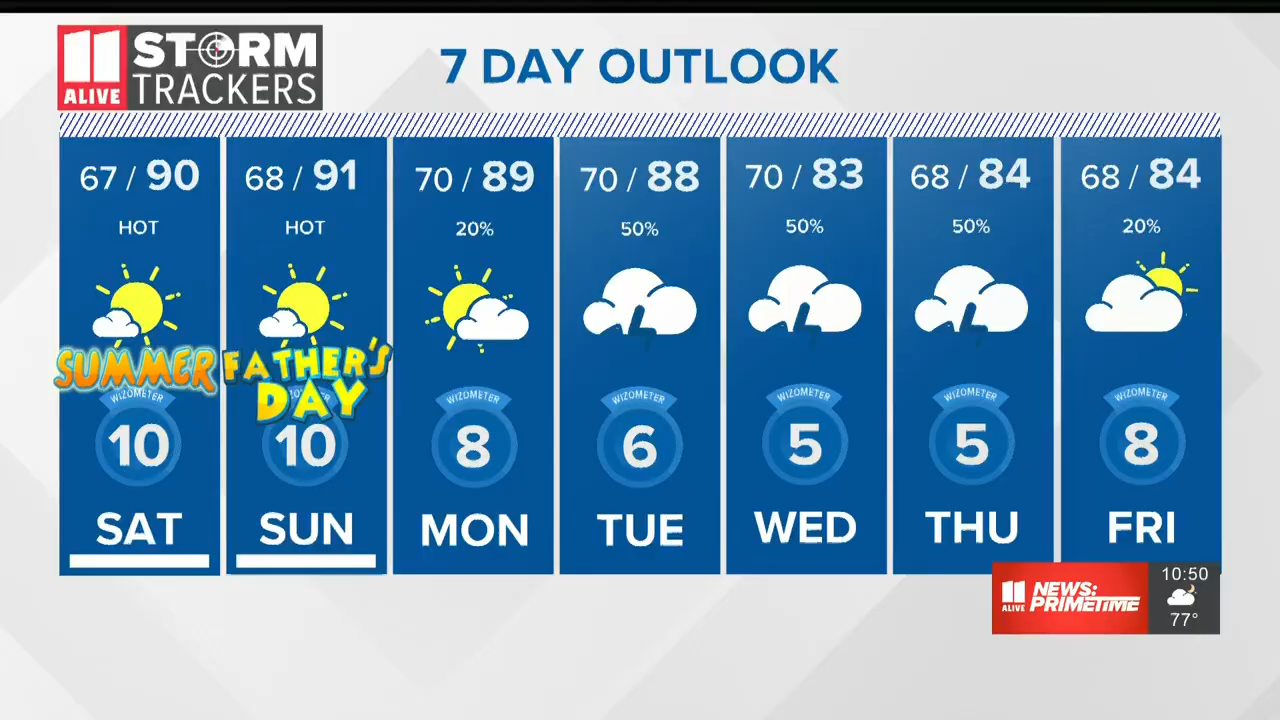 11 ALIVE STORM TRACKERS
7 DAY OUTLOOK
67 / 90
HOT
SUMMER
WIZOMETER
10
SAT
68 / 91
HOT
FATHER'S
DAY
10
SUN
70 / 89
20%
WIZOMETER
8
MON
70 / 88
50%
WIZOMETER
6
TUE
70 / 83
50%
WIZOMETER
5
WED
68 / 84
50%
WIZOMETER
5
THU
68 / 84
20%
WIZOMETER
8
FRI
11 ALIVE
NEWS:
PRIMETIME
10:50
77°